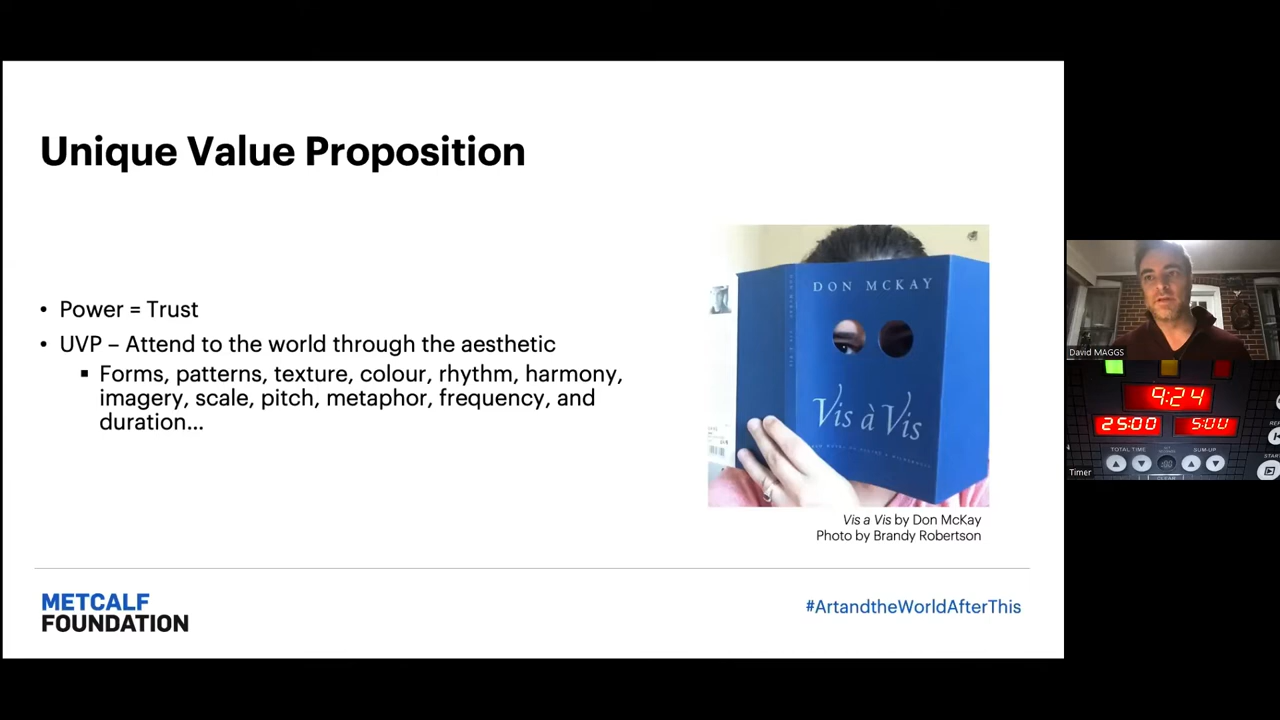 Unique Value Proposition
• Power = Trust
• UVP – Attend to the world through the aesthetic
▪ Forms, patterns, texture, colour, rhythm, harmony,
imagery, scale, pitch, metaphor, frequency, and
duration...
DON MCKAY
Vis à Vis
Vis a Vis by Don McKay
Photo by Brandy Robertson
METCALF
FOUNDATION
#ArtandtheWorldAfterThis
David MAGGS
9:24
25:00
5:00
TOTAL TIME
SUM-UP
CLEAR
Timer